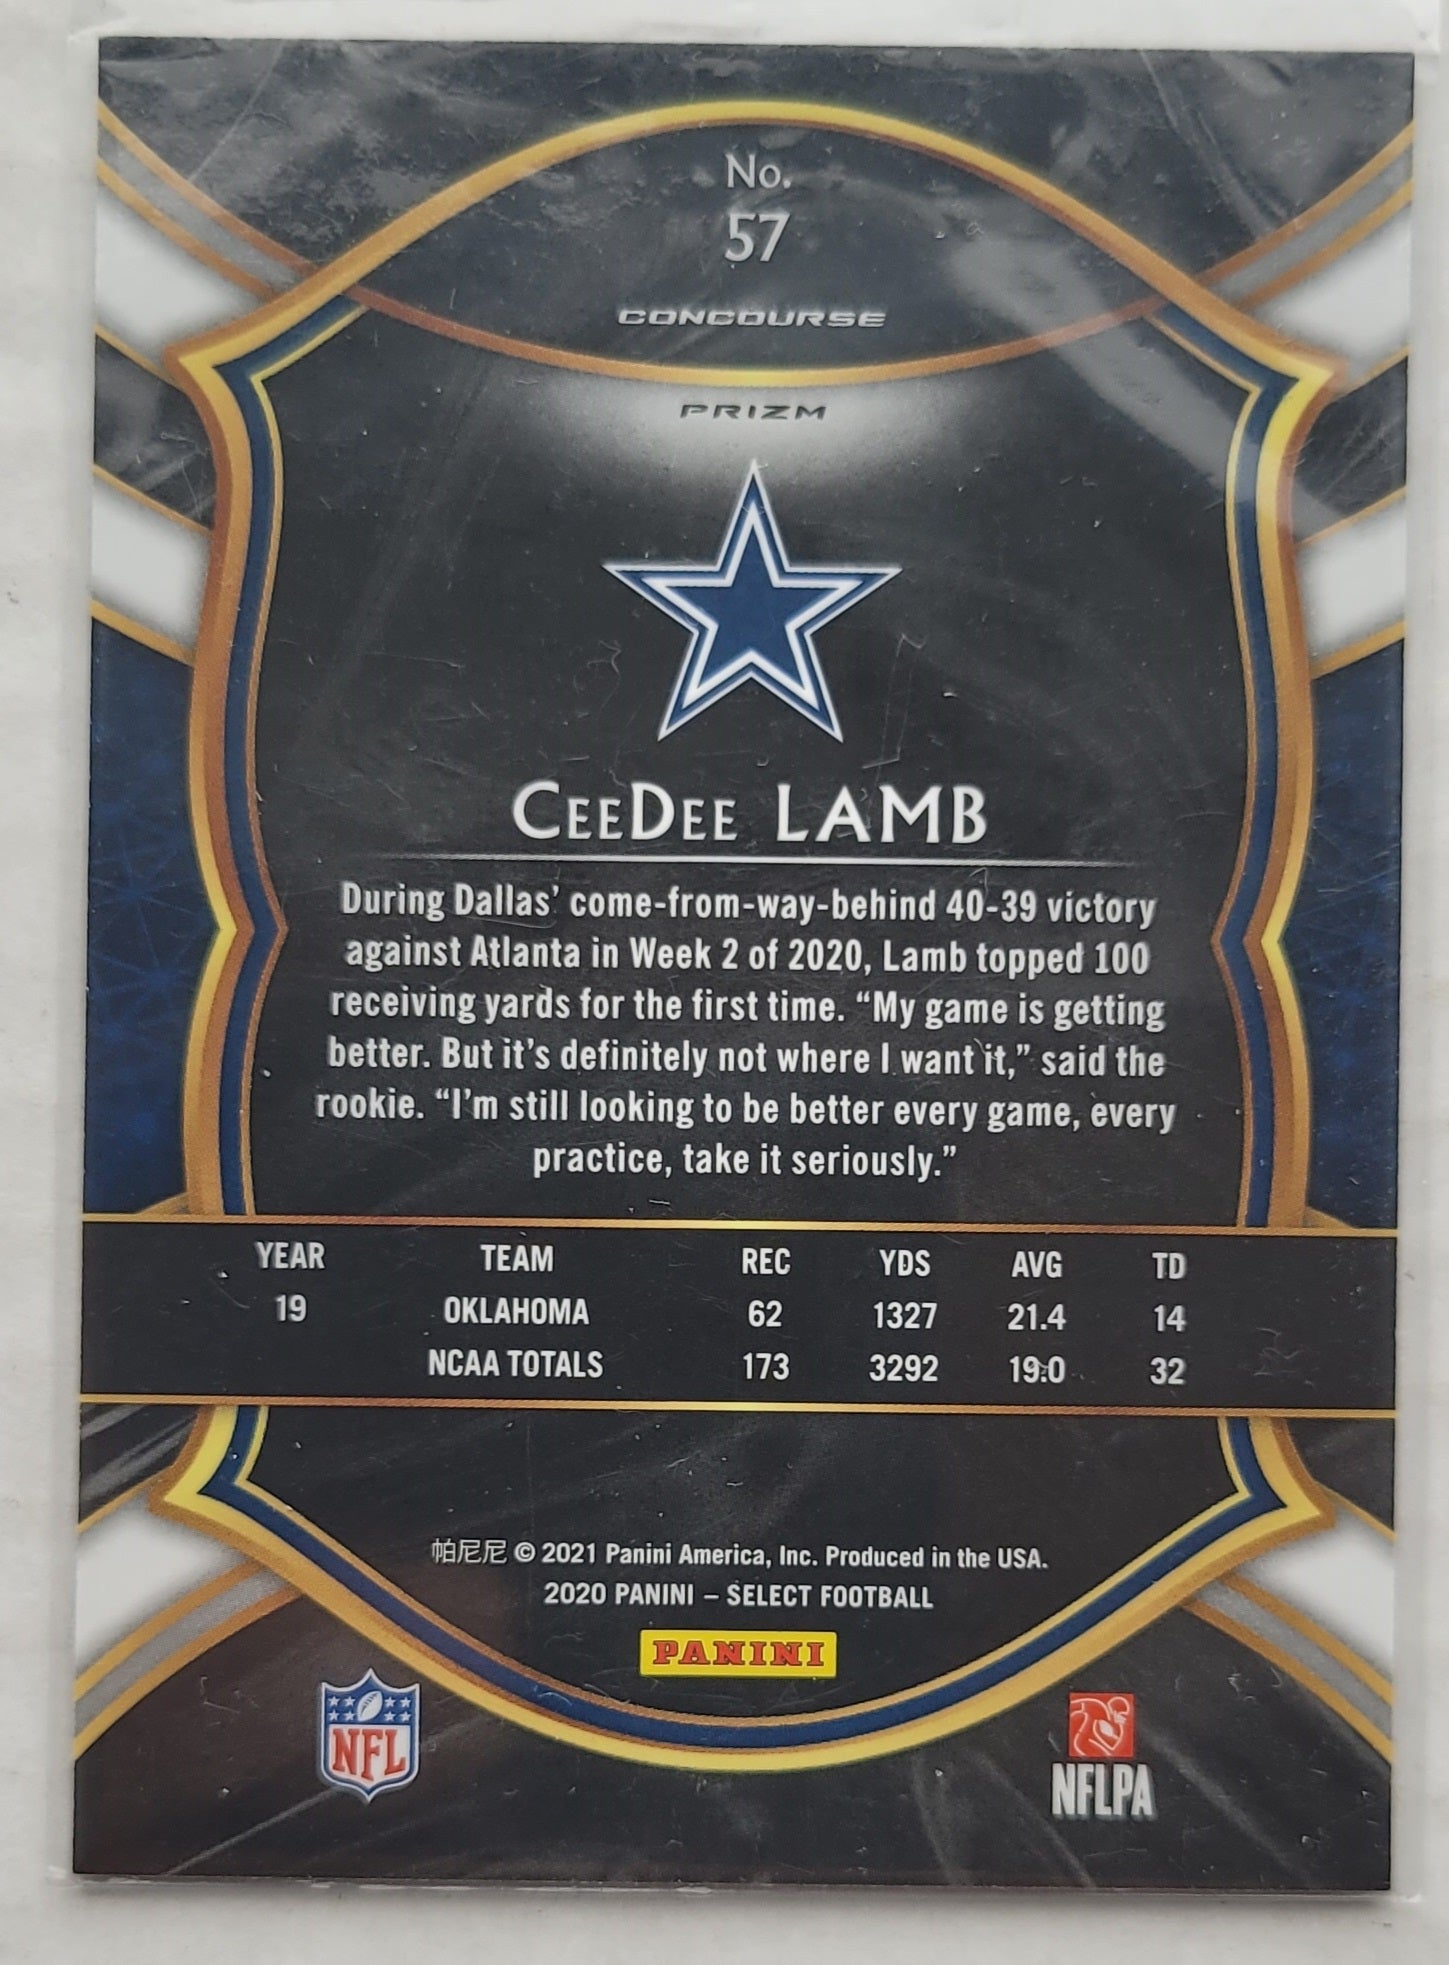 No.
57
CONCOURSE
PRIZM
CEEDEE LAMB
During Dallas’ come-from-way-behind 40-39 victory
against Atlanta in Week 2 of 2020, Lamb topped 100
receiving yards for the first time. “My game is getting
better. But it’s definitely not where I want it,” said the
rookie. “I’m still looking to be better every game, every
practice, take it seriously.”
YEAR TEAM REC YDS AVG TD
19 OKLAHOMA 62 1327 21.4 14
NCAA TOTALS 173 3292 19.0 32
帕尼尼 © 2021 Panini America, Inc. Produced in the USA.
2020 PANINI – SELECT FOOTBALL
PANINI
NFL
NFLPA